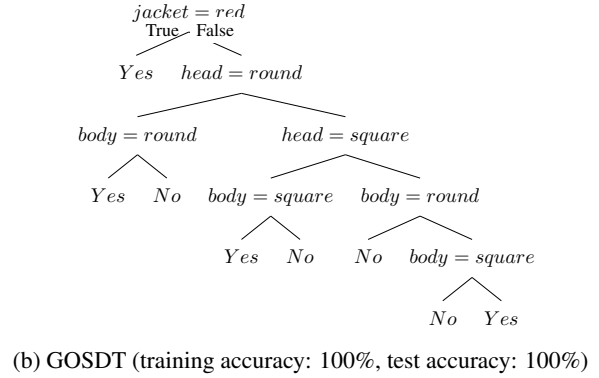 jacket = red
True False
Yes head = round
body = round head = square
Yes No body = square body = round
Yes No No body = square
No Yes
(b) GOSDT (training accuracy: 100%, test accuracy: 100%)